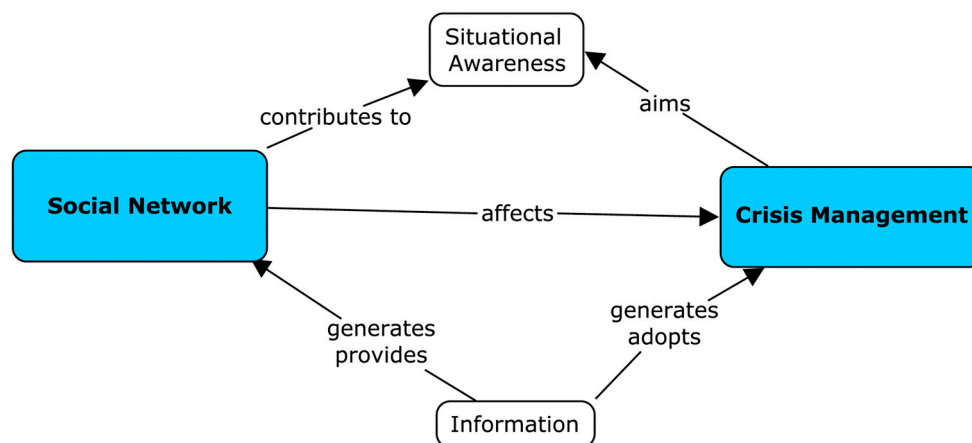 Situational
Awareness
contributes to
aims
Social Network
affects
Crisis Management
generates
provides
generates
adopts
Information